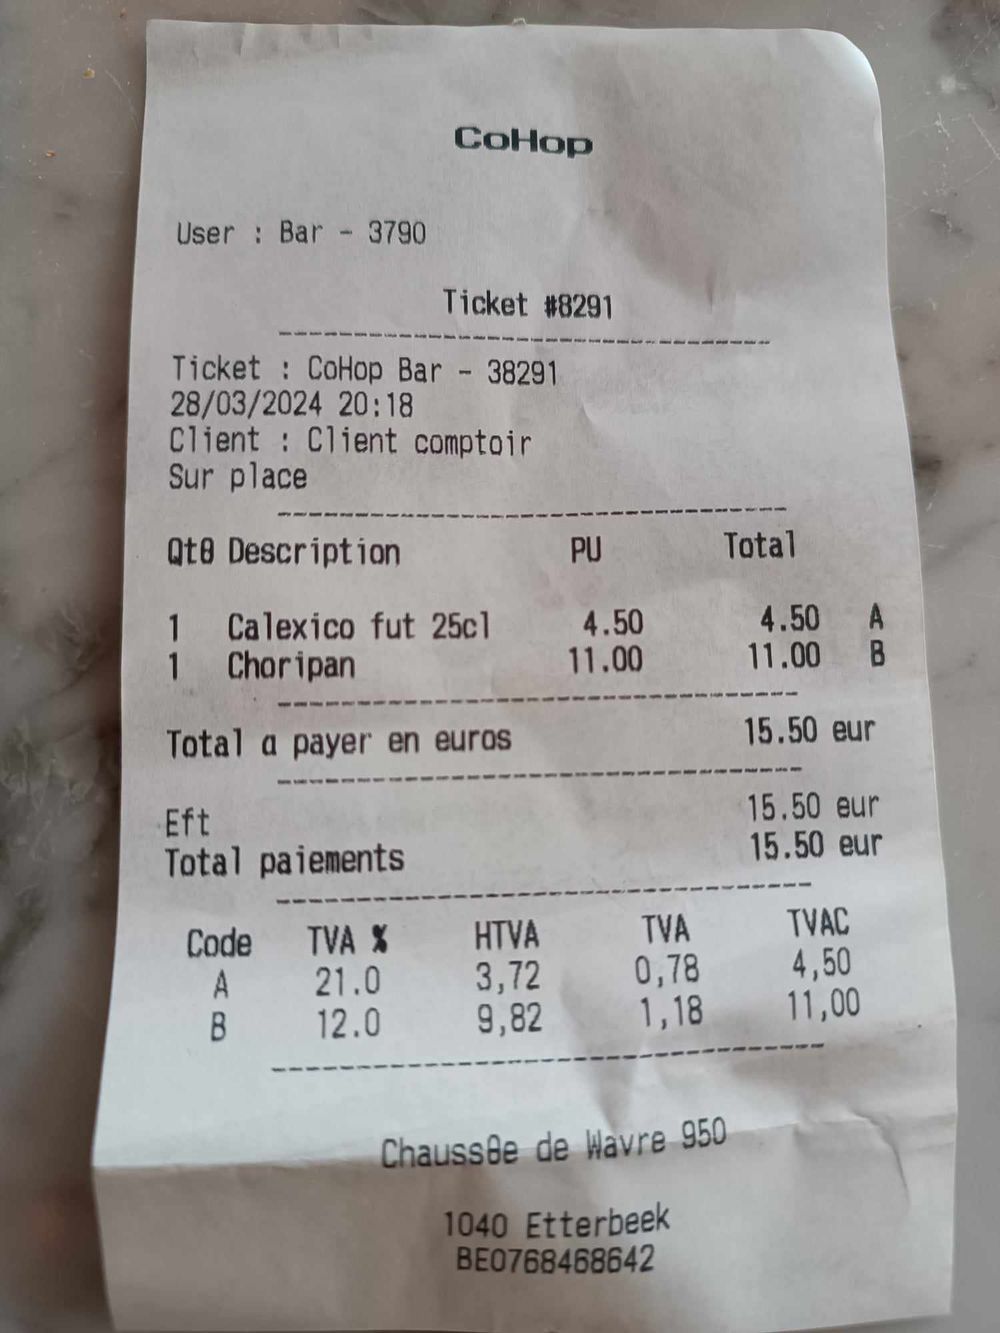 CoHop
User : Bar - 3790
Ticket #8291
Ticket : CoHop Bar - 38291
28/03/2024 20:18
Client : Client comptoir
Sur place
Qtθ Description PU Total
1 Calexico fut 25cl 4.50 4.50 A
1 Choripan 11.00 11.00 B
Total a payer en euros 15.50 eur
Eft 15.50 eur
Total paiements 15.50 eur
Code TVA % HTVA TVA TVAC
A 21.0 3,72 0,78 4,50
B 12.0 9,82 1,18 11,00
Chaussθe de Wavre 950
1040 Etterbeek
BE0768468642